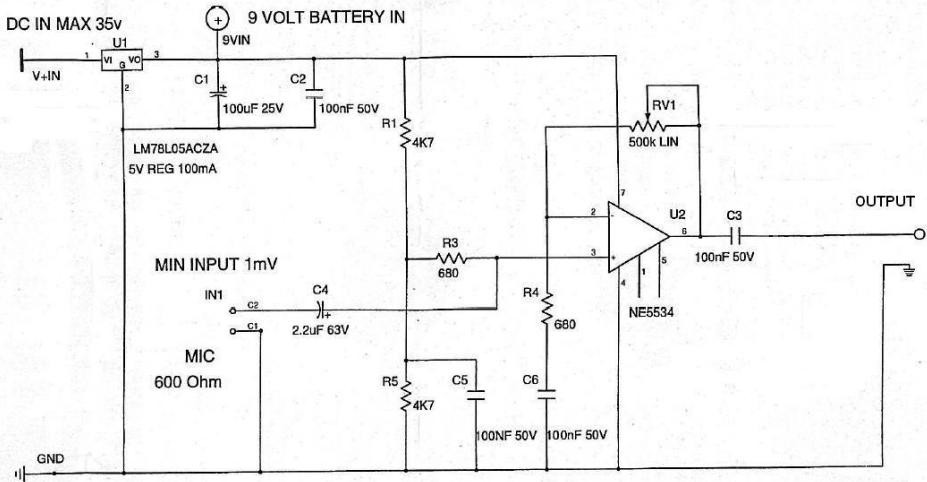 DC IN MAX 35v
9 VOLT BATTERY IN
9VIN
U1
1 VI VO 3
G
2
V+IN
C1
100uF 25V
C2
100nF 50V
LM78L05ACZA
5V REG 100mA
R1
4K7
RV1
500k LIN
7
2
-
U2
6
C3
100nF 50V
OUTPUT
R3
680
3
+
1
5
4
NE5534
MIN INPUT 1mV
IN1
C2
C1
C4
+
2.2uF 63V
R4
680
MIC
600 Ohm
R5
4K7
C5
100NF 50V
C6
100nF 50V
GND